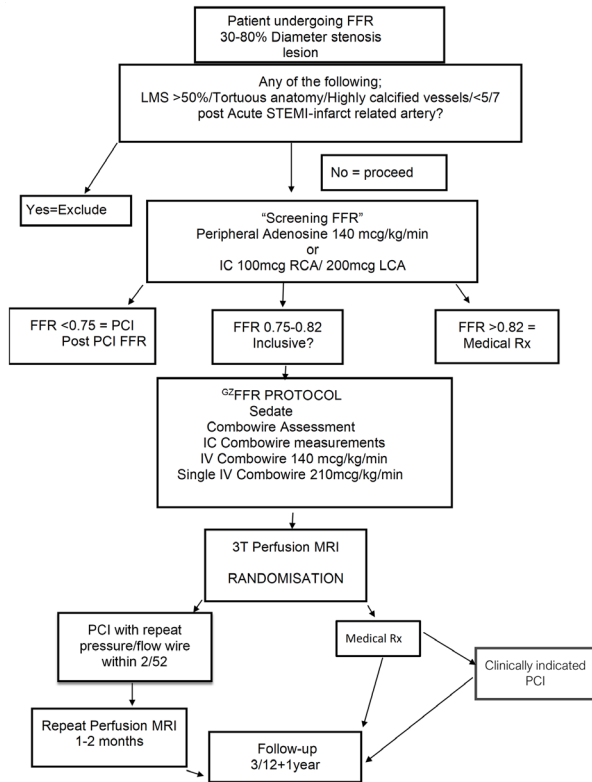 Patient undergoing FFR
30-80% Diameter stenosis
lesion
Any of the following;
LMS >50%/Tortuous anatomy/Highly calcified vessels/<5/7
post Acute STEMI-infarct related artery?
No = proceed
Yes=Exclude
“Screening FFR”
Peripheral Adenosine 140 mcg/kg/min
or
IC 100mcg RCA/ 200mcg LCA
FFR <0.75 = PCI
Post PCI FFR
FFR 0.75-0.82
Inclusive?
FFR >0.82 =
Medical Rx
GZFFR PROTOCOL
Sedate
Combowire Assessment
IC Combowire measurements
IV Combowire 140 mcg/kg/min
Single IV Combowire 210mcg/kg/min
3T Perfusion MRI
RANDOMISATION
PCI with repeat
pressure/flow wire
within 2/52
Medical Rx
Clinically indicated
PCI
Repeat Perfusion MRI
1-2 months
Follow-up
3/12+1year